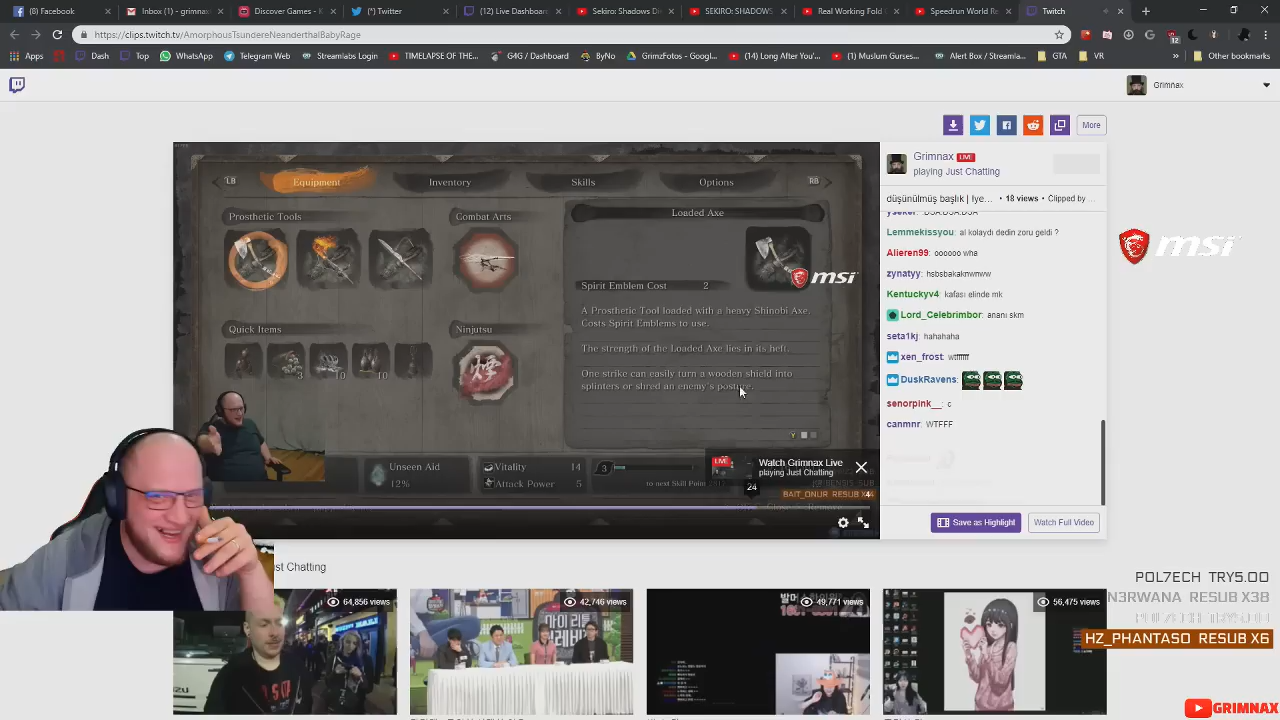 (8) Facebook
Inbox (1) - grimna
Discover Games - I
(*) Twitter
(12) Live Dashboard
Sekiro: Shadows Di
SEKIRO: SHADOWS
Real Working Fold
Speedrun World Re
Twitch
https://clips.twitch.tv/AmorphousTsundereNeanderthalBabyRage
Apps
Dash
Top
WhatsApp
Telegram Web
Streamlabs Login
TIMELAPSE OF THE...
G4G / Dashboard
ByNo
GrimzFotos - Googl...
(14) Long After You'...
(1) Muslum Gurses...
Alert Box / Streamla...
GTA
VR
»
Other bookmarks
Grimnax
More
LB
Equipment
Inventory
Skills
Options
RB
Prosthetic Tools
Combat Arts
Loaded Axe
Spirit Emblem Cost 2
msi
A Prosthetic Tool loaded with a heavy Shinobi Axe.
Costs Spirit Emblems to use.
The strength of the Loaded Axe lies in its heft.
One strike can easily turn a wooden shield into
splinters or shred an enemy's posture.
Quick Items
Ninjutsu
Y
Unseen Aid
12%
Vitality 14
Attack Power 5
3
to next Skill Point
LIVE
Watch Grimnax Live
playing Just Chatting
24
BAIT_ONUR RESUB X4
Grimnax LIVE
playing Just Chatting
düşünülmüş başlık | !ye... • 18 views • Clipped by ...
Lemmekissyou: al kolaydı dedin zoru geldi ?
Alieren99: oooooo wha
zynatyy: hsbsbakaknwnww
Kentuckyv4: kafası elinde mk
Lord_Celebrimbor: ananı skm
seta1kj: hahahaha
xen_frost: wtffffff
DuskRavens:
senorpink__: c
canmnr: WTFFF
Save as Highlight
Watch Full Video
msi
ust Chatting
64,856 views
42,746 views
49,771 views
56,475 views
POL7ECH TRY5.00
N3RWANA RESUB X38
HZ_PHANTASO RESUB X6
GRIMNAX